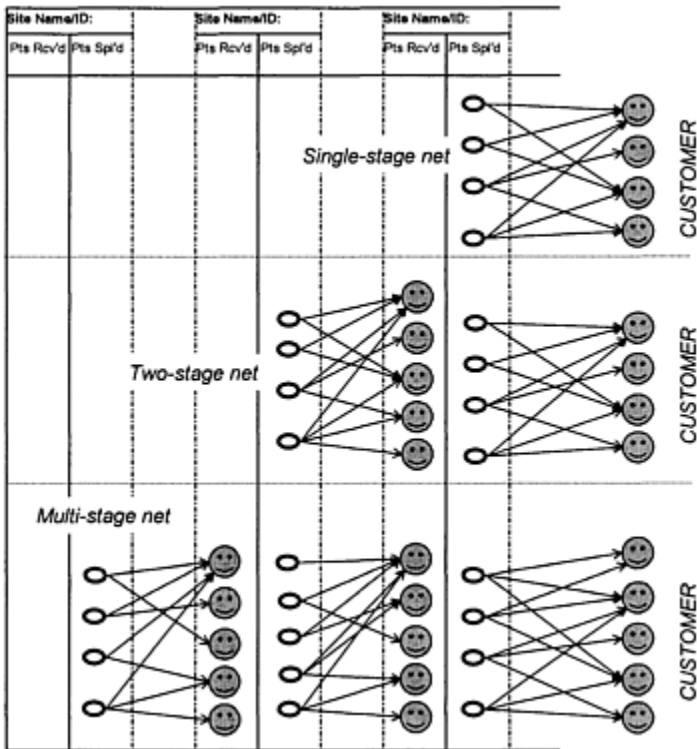 Site Name/ID: Site Name/ID: Site Name/ID:
Pts Rcv'd Pts Spl'd Pts Rcv'd Pts Spl'd Pts Rcv'd Pts Spl'd
Single-stage net
CUSTOMER
Two-stage net
CUSTOMER
Multi-stage net
CUSTOMER